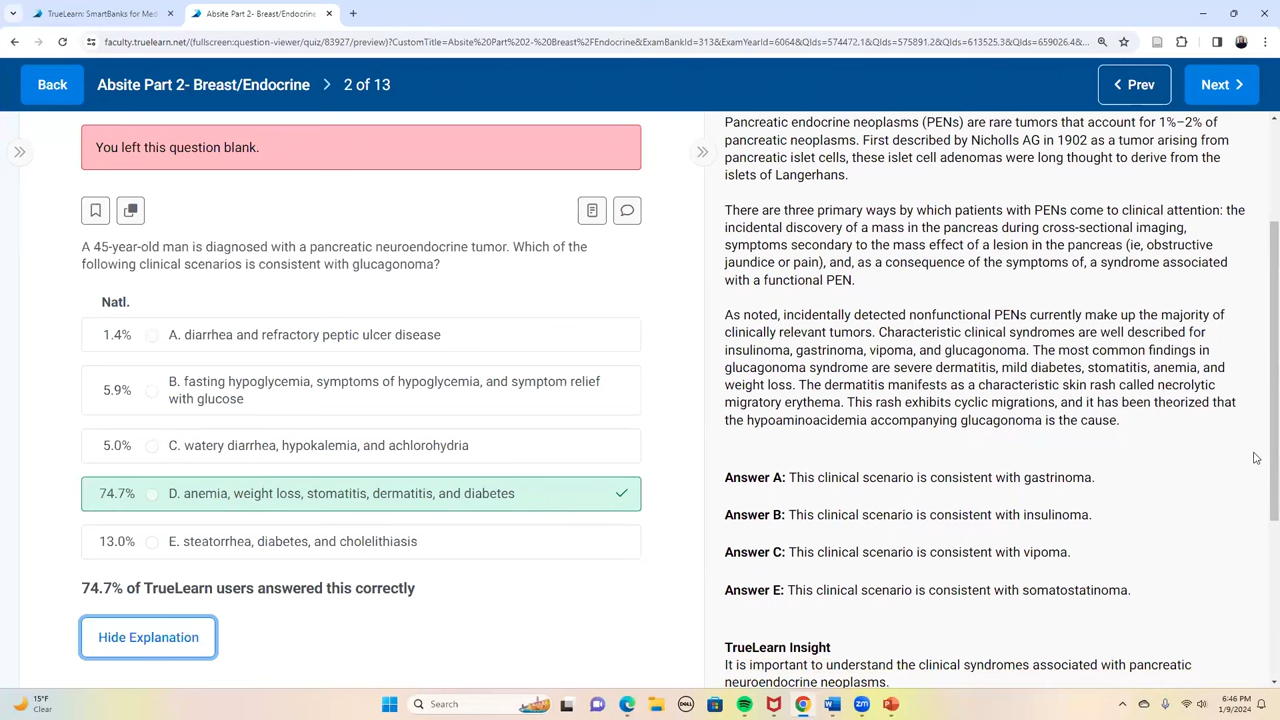 TrueLearn: SmartBanks for Med
Absite Part 2- Breast/Endocrine
faculty.truelearn.net/(fullscreen:question-viewer/quiz/83927/preview)?CustomTitle=Absite%20Part%202-%20Breast%2FEndocrine&ExamBankId=313&ExamYearId=6064&QIds=574472.1&QIds=575891.2&QIds=613525.3&QIds=659026.4&...
Back
Absite Part 2- Breast/Endocrine
2 of 13
Prev
Next
You left this question blank.
A 45-year-old man is diagnosed with a pancreatic neuroendocrine tumor. Which of the
following clinical scenarios is consistent with glucagonoma?
Natl.
1.4% A. diarrhea and refractory peptic ulcer disease
5.9% B. fasting hypoglycemia, symptoms of hypoglycemia, and symptom relief
with glucose
5.0% C. watery diarrhea, hypokalemia, and achlorhydria
74.7% D. anemia, weight loss, stomatitis, dermatitis, and diabetes
13.0% E. steatorrhea, diabetes, and cholelithiasis
74.7% of TrueLearn users answered this correctly
Hide Explanation
Pancreatic endocrine neoplasms (PENs) are rare tumors that account for 1%–2% of
pancreatic neoplasms. First described by Nicholls AG in 1902 as a tumor arising from
pancreatic islet cells, these islet cell adenomas were long thought to derive from the
islets of Langerhans.
There are three primary ways by which patients with PENs come to clinical attention: the
incidental discovery of a mass in the pancreas during cross-sectional imaging,
symptoms secondary to the mass effect of a lesion in the pancreas (ie, obstructive
jaundice or pain), and, as a consequence of the symptoms of, a syndrome associated
with a functional PEN.
As noted, incidentally detected nonfunctional PENs currently make up the majority of
clinically relevant tumors. Characteristic clinical syndromes are well described for
insulinoma, gastrinoma, vipoma, and glucagonoma. The most common findings in
glucagonoma syndrome are severe dermatitis, mild diabetes, stomatitis, anemia, and
weight loss. The dermatitis manifests as a characteristic skin rash called necrolytic
migratory erythema. This rash exhibits cyclic migrations, and it has been theorized that
the hypoaminoacidemia accompanying glucagonoma is the cause.
Answer A: This clinical scenario is consistent with gastrinoma.
Answer B: This clinical scenario is consistent with insulinoma.
Answer C: This clinical scenario is consistent with vipoma.
Answer E: This clinical scenario is consistent with somatostatinoma.
TrueLearn Insight
It is important to understand the clinical syndromes associated with pancreatic
neuroendocrine neoplasms.
15°F
Clear
Search
DELL
W
zm
6:46 PM
1/9/2024